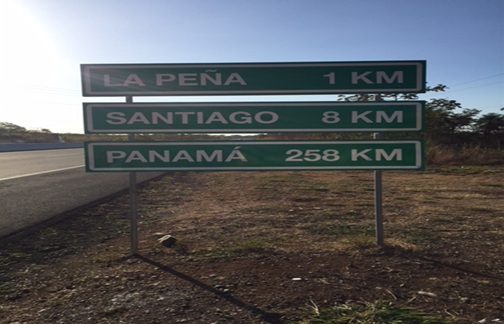 LA PEÑA 1 KM
SANTIAGO 8 KM
PANAMÁ 258 KM